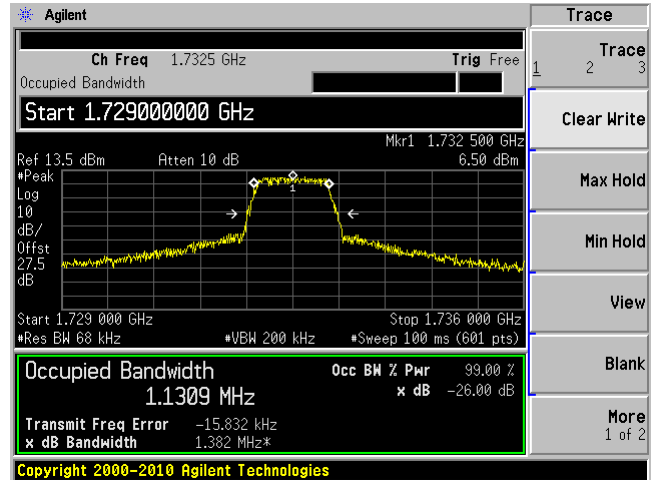 Agilent
Trace
Ch Freq 1.7325 GHz Trig Free
Occupied Bandwidth
Start 1.729000000 GHz
Mkr1 1.732 500 GHz
Ref 13.5 dBm Atten 10 dB 6.50 dBm
#Peak
Log
10
dB/
Offst
27.5
dB
1
Start 1.729 000 GHz Stop 1.736 000 GHz
#Res BW 68 kHz #VBW 200 kHz #Sweep 100 ms (601 pts)
Occupied Bandwidth Occ BW % Pwr 99.00 %
1.1309 MHz x dB -26.00 dB
Transmit Freq Error -15.832 kHz
x dB Bandwidth 1.382 MHz*
Copyright 2000-2010 Agilent Technologies
Trace
1 2 3
Clear Write
Max Hold
Min Hold
View
Blank
More
1 of 2